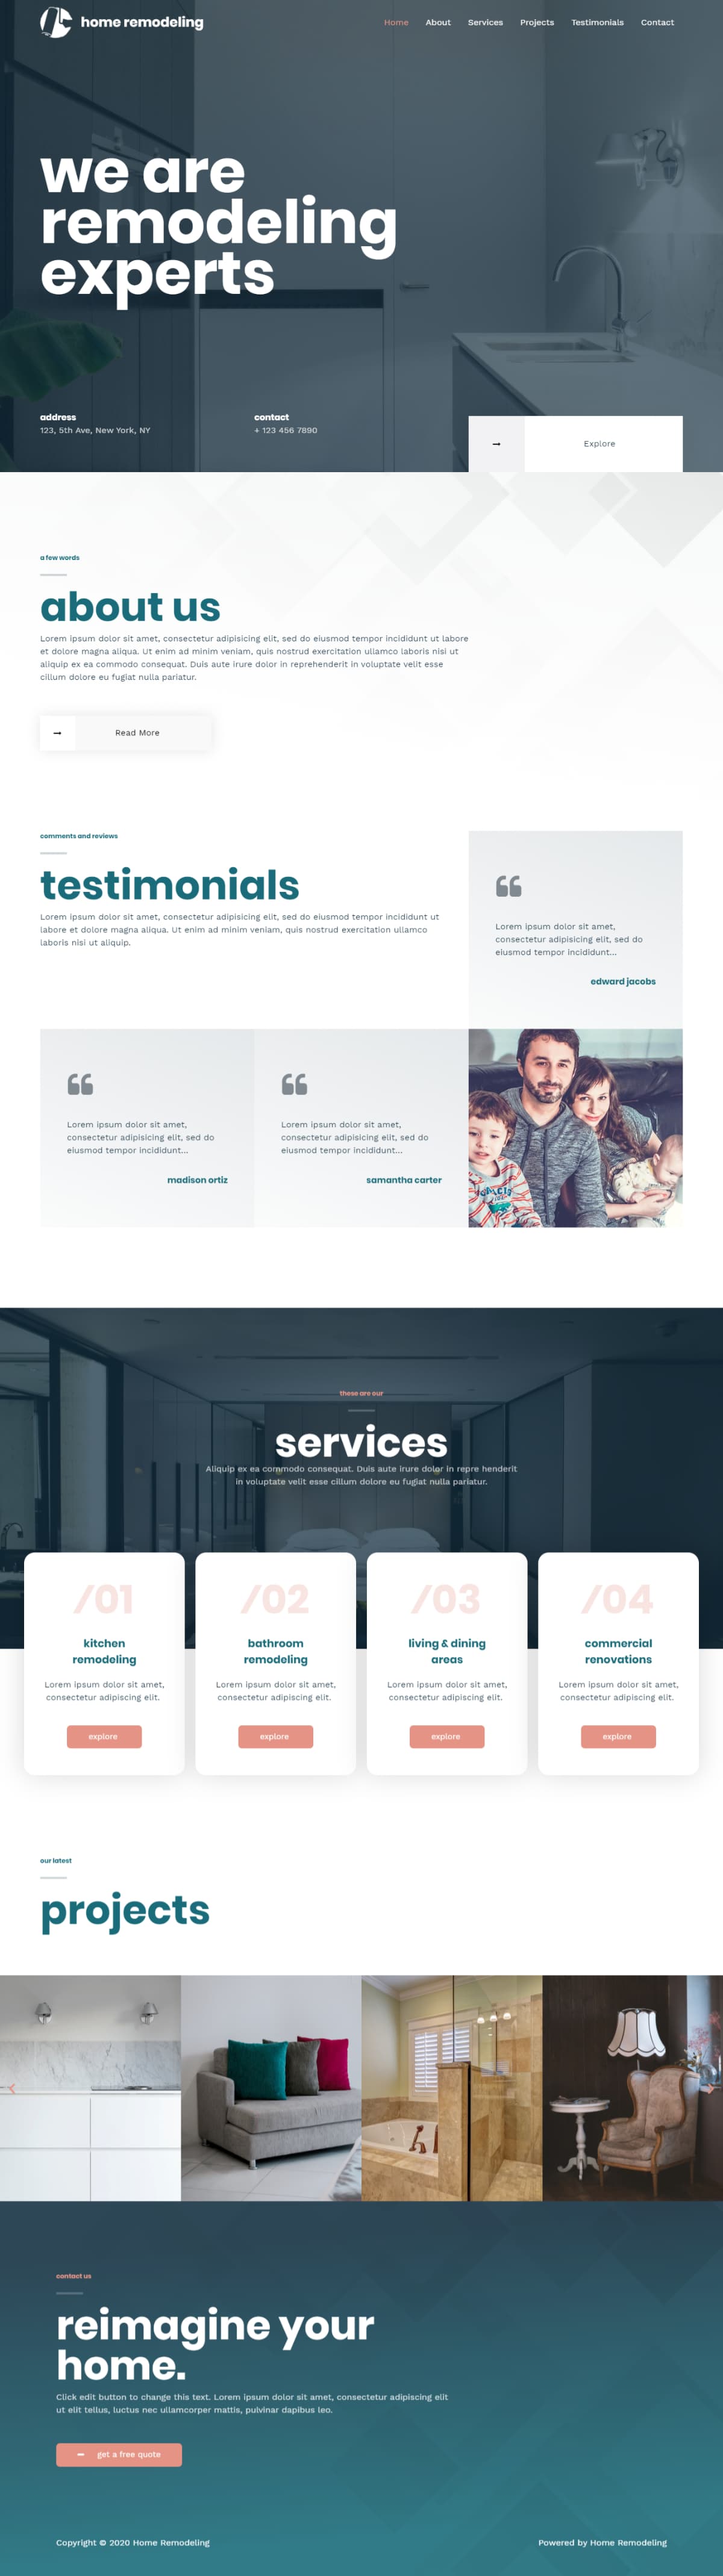 home remodeling
Home About Services Projects Testimonials Contact
we are
remodeling
experts
address
123, 5th Ave, New York, NY
contact
+ 123 456 7890
Explore
a few words
about us
Lorem ipsum dolor sit amet, consectetur adipisicing elit, sed do eiusmod tempor incididunt ut labore
et dolore magna aliqua. Ut enim ad minim veniam, quis nostrud exercitation ullamco laboris nisi ut
aliquip ex ea commodo consequat. Duis aute irure dolor in reprehenderit in voluptate velit esse
cillum dolore eu fugiat nulla pariatur.
Read More
comments and reviews
testimonials
Lorem ipsum dolor sit amet, consectetur adipisicing elit, sed do eiusmod tempor incididunt ut
labore et dolore magna aliqua. Ut enim ad minim veniam, quis nostrud exercitation ullamco
laboris nisi ut aliquip.
Lorem ipsum dolor sit amet,
consectetur adipisicing elit, sed do
eiusmod tempor incididunt...
edward jacobs
Lorem ipsum dolor sit amet,
consectetur adipisicing elit, sed do
eiusmod tempor incididunt...
madison ortiz
Lorem ipsum dolor sit amet,
consectetur adipisicing elit, sed do
eiusmod tempor incididunt...
samantha carter
these are our
services
Aliquip ex ea commodo consequat. Duis aute irure dolor in repre henderit
in voluptate velit esse cillum dolore eu fugiat nulla pariatur.
/01
kitchen
remodeling
Lorem ipsum dolor sit amet,
consectetur adipiscing elit.
explore
/02
bathroom
remodeling
Lorem ipsum dolor sit amet,
consectetur adipiscing elit.
explore
/03
living & dining
areas
Lorem ipsum dolor sit amet,
consectetur adipiscing elit.
explore
/04
commercial
renovations
Lorem ipsum dolor sit amet,
consectetur adipiscing elit.
explore
our latest
projects
contact us
reimagine your
home.
Click edit button to change this text. Lorem ipsum dolor sit amet, consectetur adipiscing elit
ut elit tellus, luctus nec ullamcorper mattis, pulvinar dapibus leo.
get a free quote
Copyright © 2020 Home Remodeling
Powered by Home Remodeling